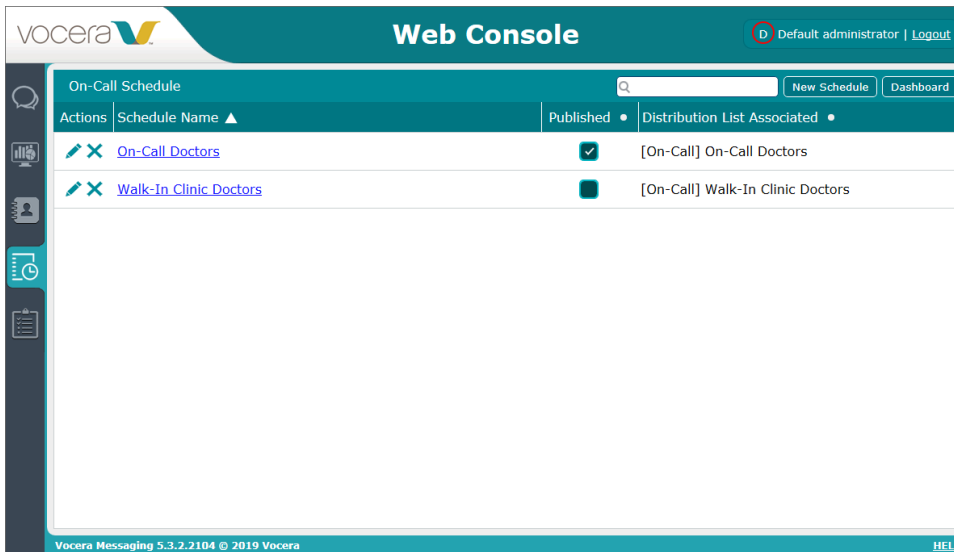 vocera
Web Console
D Default administrator | Logout
On-Call Schedule
New Schedule
Dashboard
Actions Schedule Name ▲ Published • Distribution List Associated •
On-Call Doctors [On-Call] On-Call Doctors
Walk-In Clinic Doctors [On-Call] Walk-In Clinic Doctors
Vocera Messaging 5.3.2.2104 © 2019 Vocera
HEL